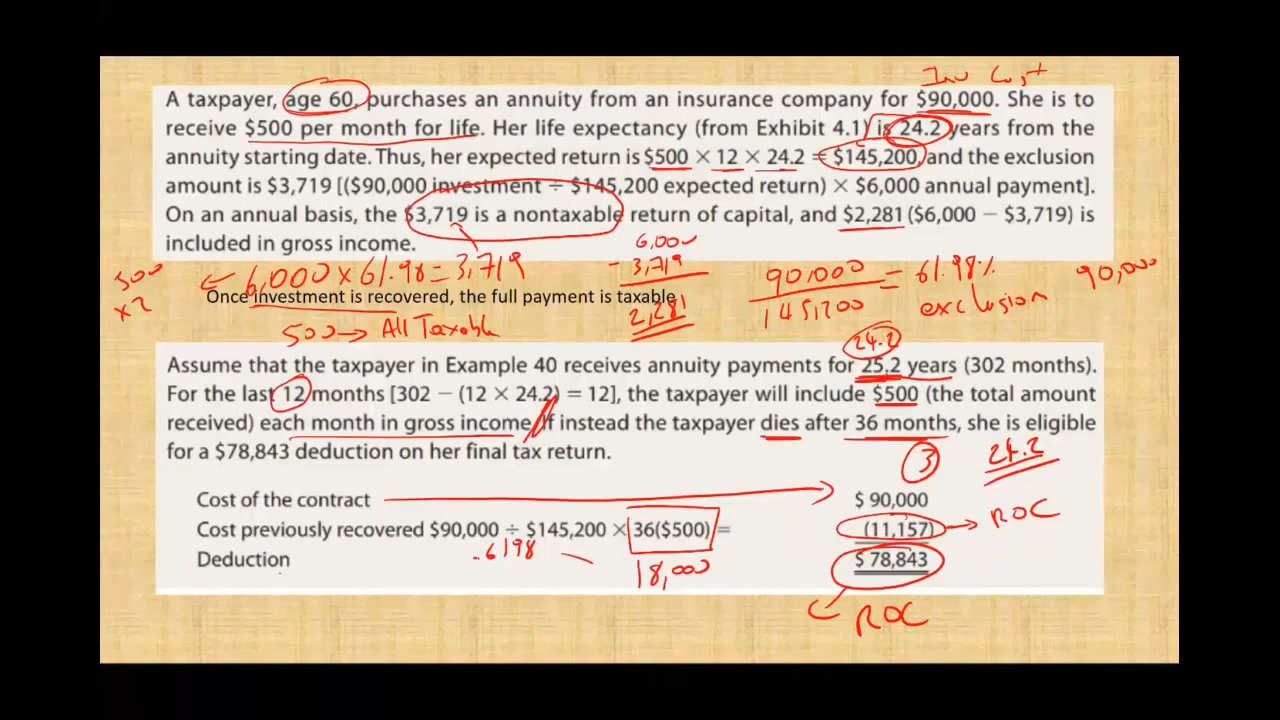 Inv Cost
A taxpayer, age 60, purchases an annuity from an insurance company for $90,000. She is to
receive $500 per month for life. Her life expectancy (from Exhibit 4.1) is 24.2 years from the
annuity starting date. Thus, her expected return is $500 × 12 × 24.2 = $145,200, and the exclusion
amount is $3,719 [($90,000 investment ÷ $145,200 expected return) × $6,000 annual payment].
On an annual basis, the $3,719 is a nontaxable return of capital, and $2,281 ($6,000 − $3,719) is
included in gross income.
6,000
- 3,719
2,281
500
x2
6,000 x 61.98 = 3,719
90,000
145,200
= 61.98%
exclusion
90,000
Once investment is recovered, the full payment is taxable
500 → All Taxable
24.2
Assume that the taxpayer in Example 40 receives annuity payments for 25.2 years (302 months).
For the last 12 months [302 − (12 × 24.2) = 12], the taxpayer will include $500 (the total amount
received) each month in gross income. If instead the taxpayer dies after 36 months, she is eligible
for a $78,843 deduction on her final tax return.
3
24.2
Cost of the contract $ 90,000
Cost previously recovered $90,000 ÷ $145,200 × 36($500) = (11,157) → ROC
Deduction $ 78,843
.6198
18,000
ROC